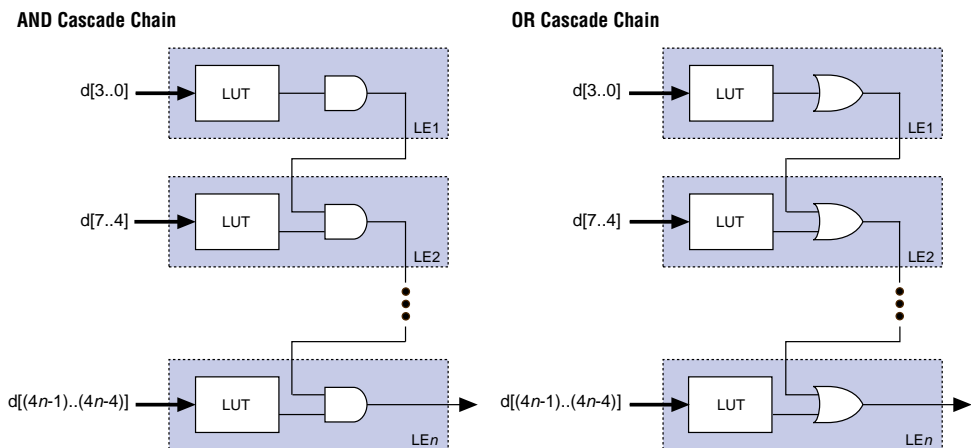 AND Cascade Chain
d[3..0]
LUT
LE1
d[7..4]
LUT
LE2
d[(4n-1)..(4n-4)]
LUT
LEn
OR Cascade Chain
d[3..0]
LUT
LE1
d[7..4]
LUT
LE2
d[(4n-1)..(4n-4)]
LUT
LEn